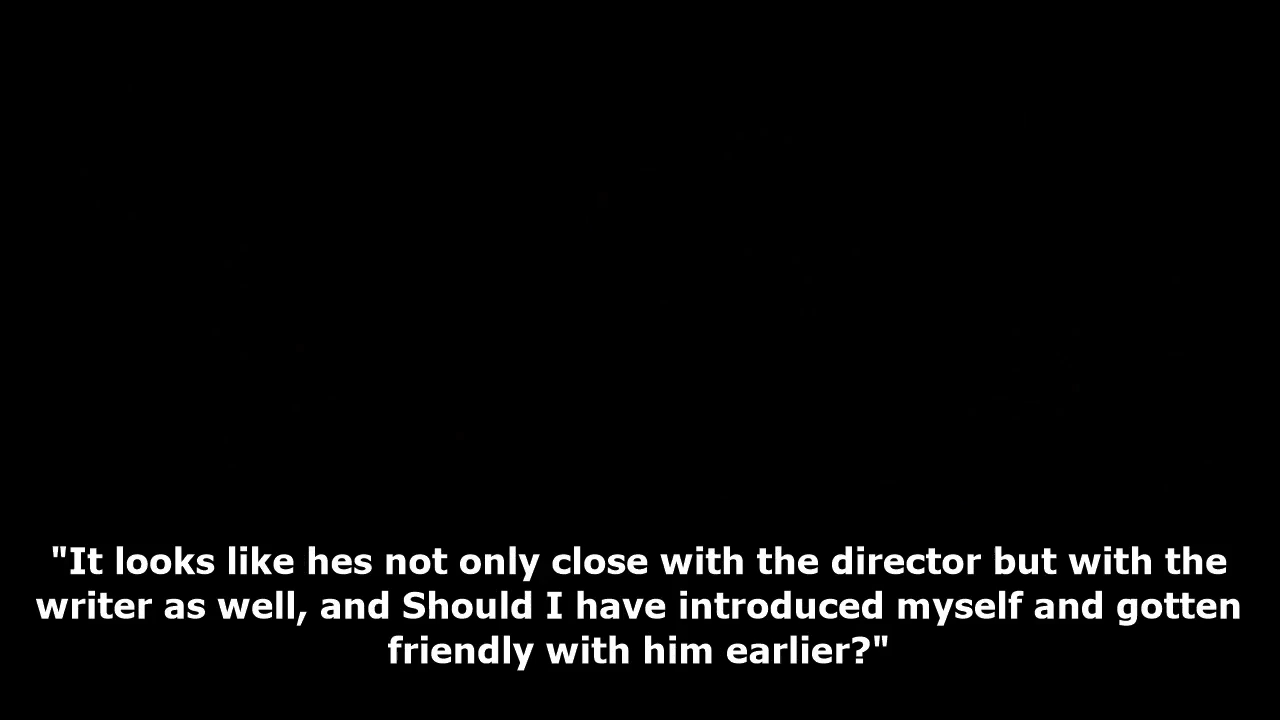 "It looks like hes not only close with the director but with the
writer as well, and Should I have introduced myself and gotten
friendly with him earlier?"